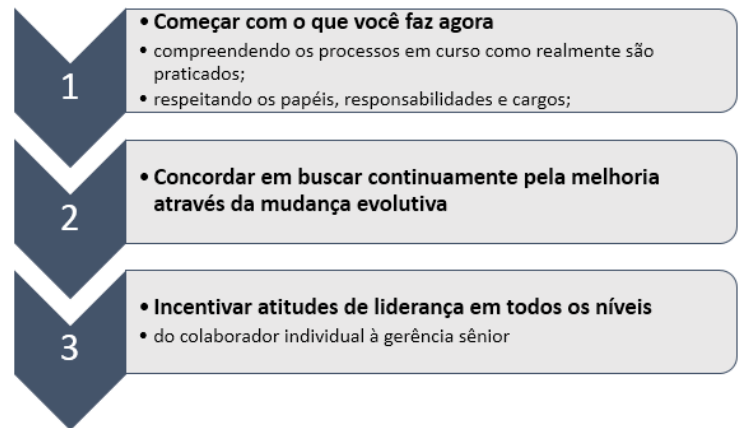 1
• Começar com o que você faz agora
• compreendendo os processos em curso como realmente são
praticados;
• respeitando os papéis, responsabilidades e cargos;
2
• Concordar em buscar continuamente pela melhoria
através da mudança evolutiva
3
• Incentivar atitudes de liderança em todos os níveis
• do colaborador individual à gerência sênior